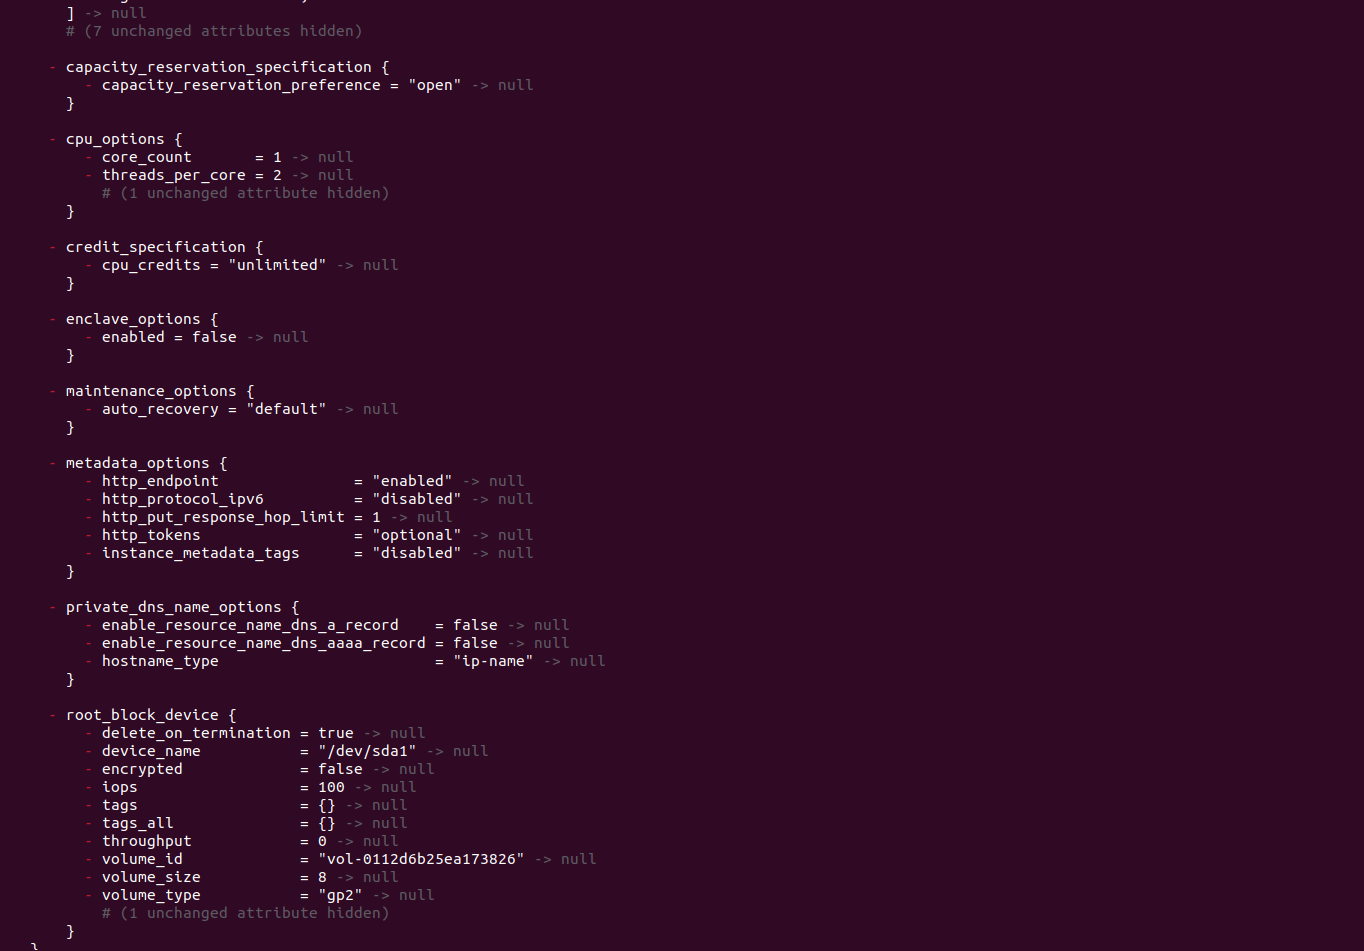 ] -> null
# (7 unchanged attributes hidden)
- capacity_reservation_specification {
- capacity_reservation_preference = "open" -> null
}
- cpu_options {
- core_count       = 1 -> null
- threads_per_core = 2 -> null
# (1 unchanged attribute hidden)
}
- credit_specification {
- cpu_credits = "unlimited" -> null
}
- enclave_options {
- enabled = false -> null
}
- maintenance_options {
- auto_recovery = "default" -> null
}
- metadata_options {
- http_endpoint               = "enabled" -> null
- http_protocol_ipv6          = "disabled" -> null
- http_put_response_hop_limit = 1 -> null
- http_tokens                 = "optional" -> null
- instance_metadata_tags      = "disabled" -> null
}
- private_dns_name_options {
- enable_resource_name_dns_a_record    = false -> null
- enable_resource_name_dns_aaaa_record = false -> null
- hostname_type                        = "ip-name" -> null
}
- root_block_device {
- delete_on_termination = true -> null
- device_name           = "/dev/sda1" -> null
- encrypted             = false -> null
- iops                  = 100 -> null
- tags                  = {} -> null
- tags_all              = {} -> null
- throughput            = 0 -> null
- volume_id             = "vol-0112d6b25ea173826" -> null
- volume_size           = 8 -> null
- volume_type           = "gp2" -> null
# (1 unchanged attribute hidden)
}
}